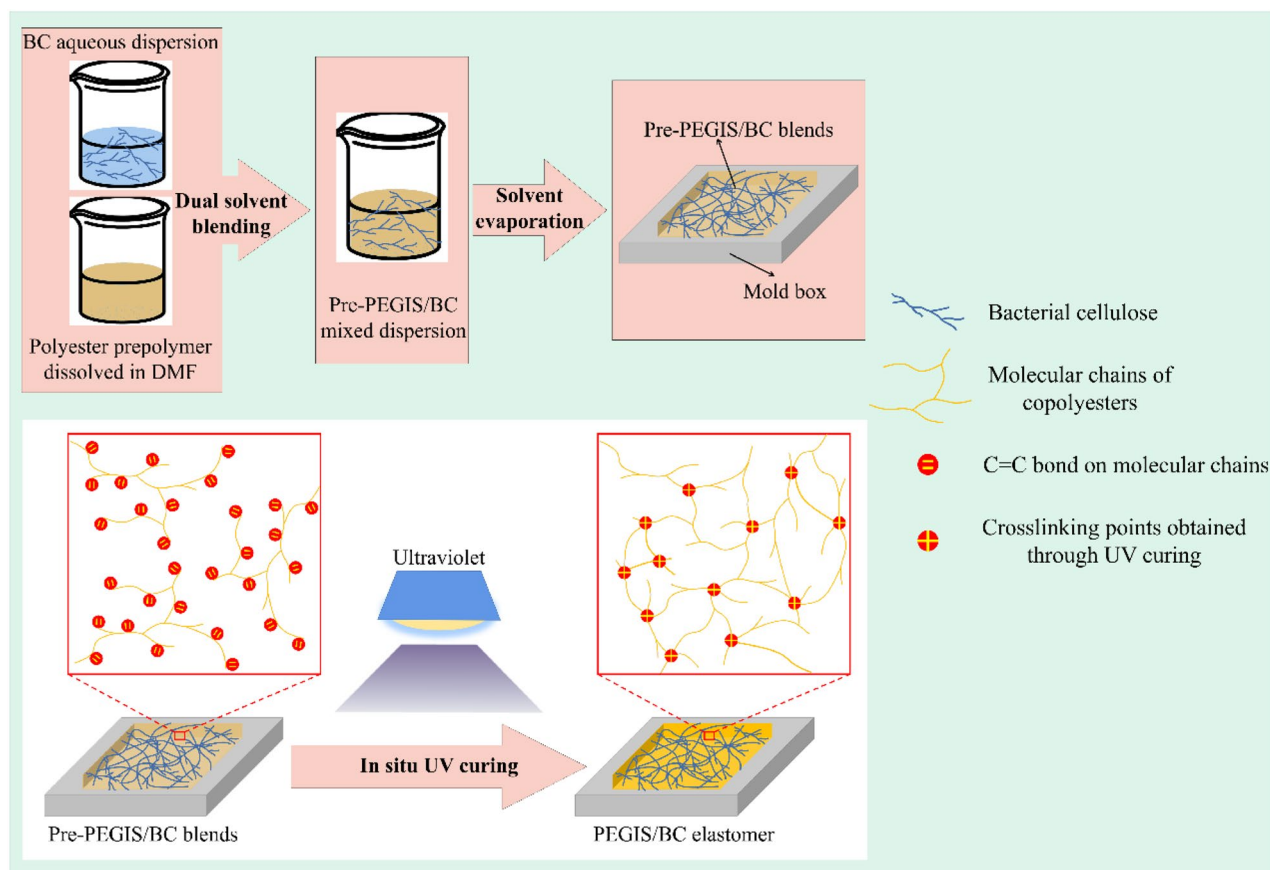 BC aqueous dispersion
Dual solvent
blending
Polyester prepolymer
dissolved in DMF
Pre-PEGIS/BC
mixed dispersion
Solvent
evaporation
Pre-PEGIS/BC blends
Mold box
Bacterial cellulose
Molecular chains of
copolyesters
C=C bond on molecular chains
Crosslinking points obtained
through UV curing
Ultraviolet
In situ UV curing
Pre-PEGIS/BC blends
PEGIS/BC elastomer